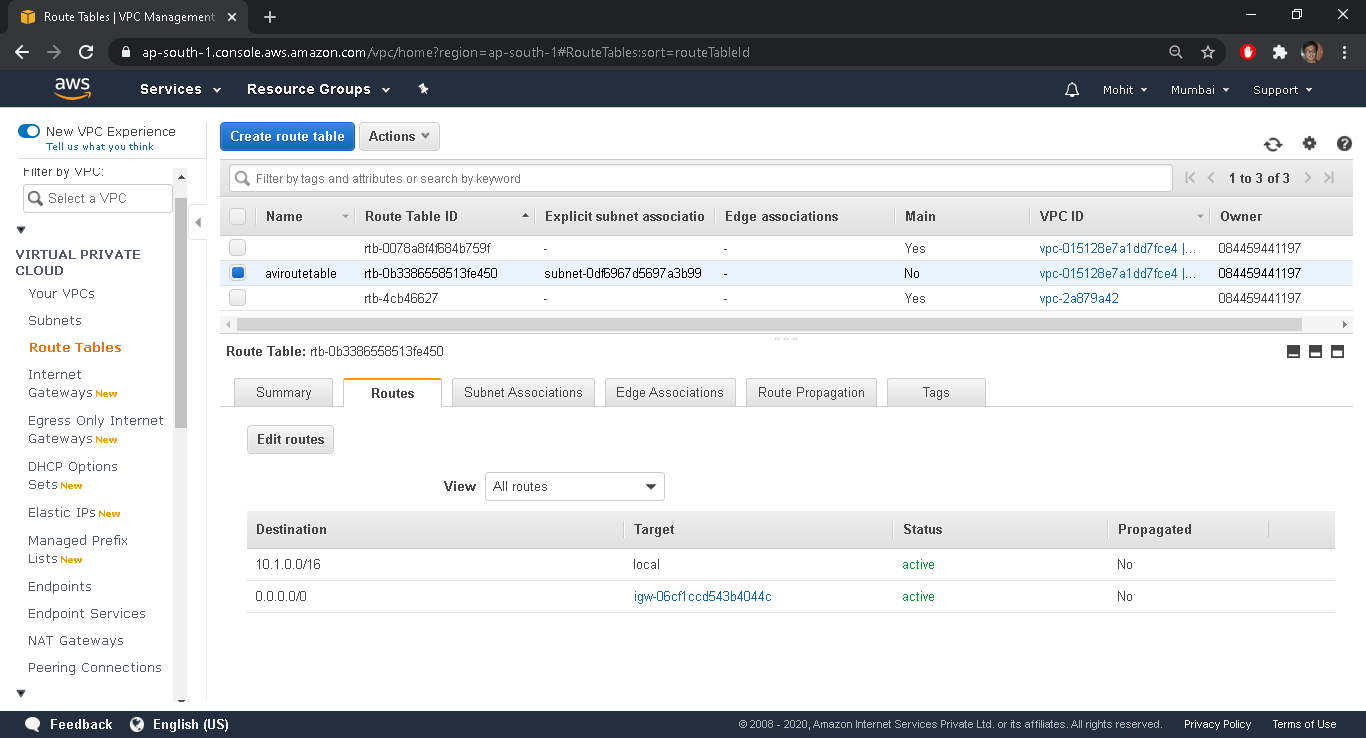 Route Tables | VPC Management
ap-south-1.console.aws.amazon.com/vpc/home?region=ap-south-1#RouteTables:sort=routeTableId
aws Services Resource Groups Mohit Mumbai Support
New VPC Experience
Tell us what you think
Filter by VPC:
Select a VPC
VIRTUAL PRIVATE
CLOUD
Your VPCs
Subnets
Route Tables
Internet
Gateways New
Egress Only Internet
Gateways New
DHCP Options
Sets New
Elastic IPs New
Managed Prefix
Lists New
Endpoints
Endpoint Services
NAT Gateways
Peering Connections
Create route table Actions
Filter by tags and attributes or search by keyword 1 to 3 of 3
Name Route Table ID Explicit subnet associatio Edge associations Main VPC ID Owner
rtb-0078a8f4f684b759f - - Yes vpc-015128e7a1dd7fce4 |... 084459441197
aviroutetable rtb-0b3386558513fe450 subnet-0df6967d5697a3b99 - No vpc-015128e7a1dd7fce4 |... 084459441197
rtb-4cb46627 - - Yes vpc-2a879a42 084459441197
Route Table: rtb-0b3386558513fe450
Summary Routes Subnet Associations Edge Associations Route Propagation Tags
Edit routes
View All routes
Destination Target Status Propagated
10.1.0.0/16 local active No
0.0.0.0/0 igw-06cf1ccd543b4044c active No
Feedback English (US) © 2008 - 2020, Amazon Internet Services Private Ltd. or its affiliates. All rights reserved. Privacy Policy Terms of Use